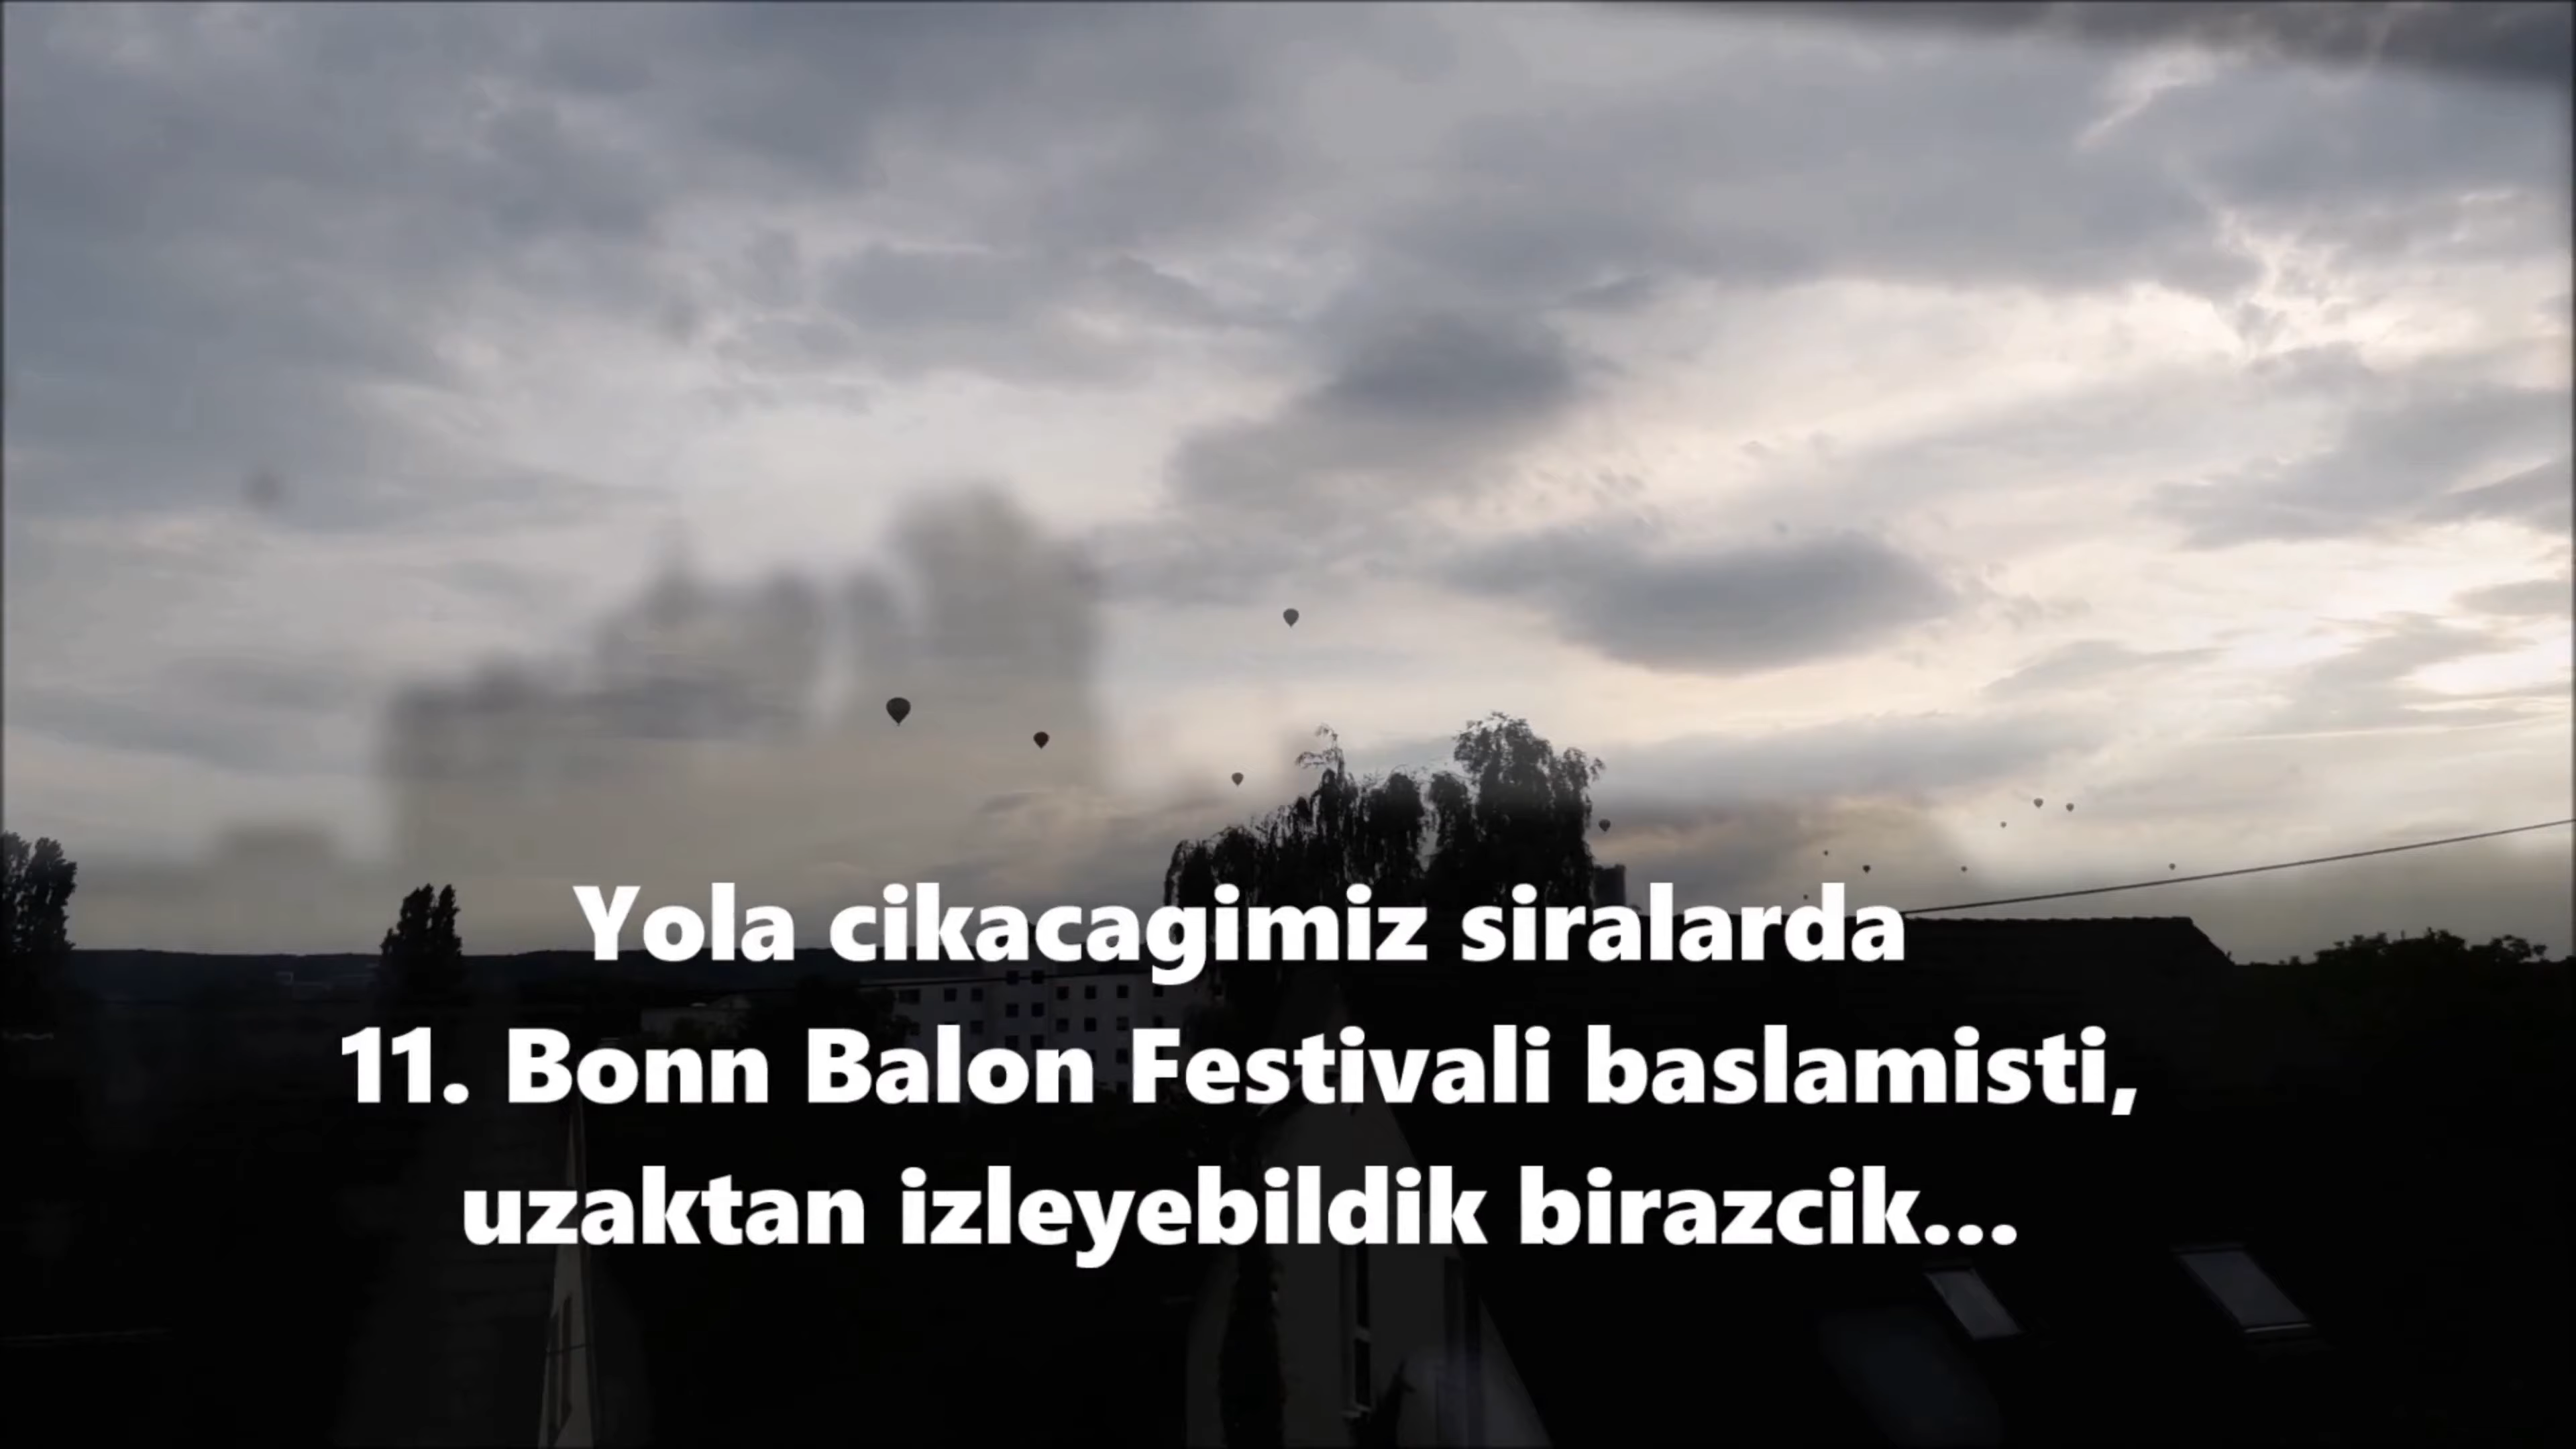 Yola cikacagimiz siralarda
11. Bonn Balon Festivali baslamisti,
uzaktan izleyebildik birazcik...